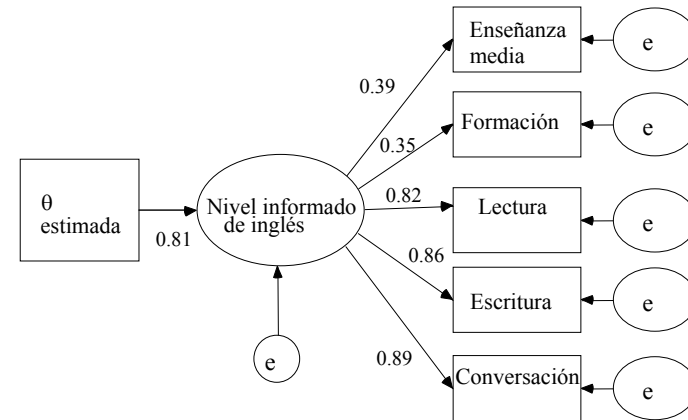 Enseñanza
media
e
0.39
Formación
e
0.35
θ
estimada
0.81
Nivel informado
de inglés
0.82
Lectura
e
0.86
Escritura
e
e
0.89
Conversación
e